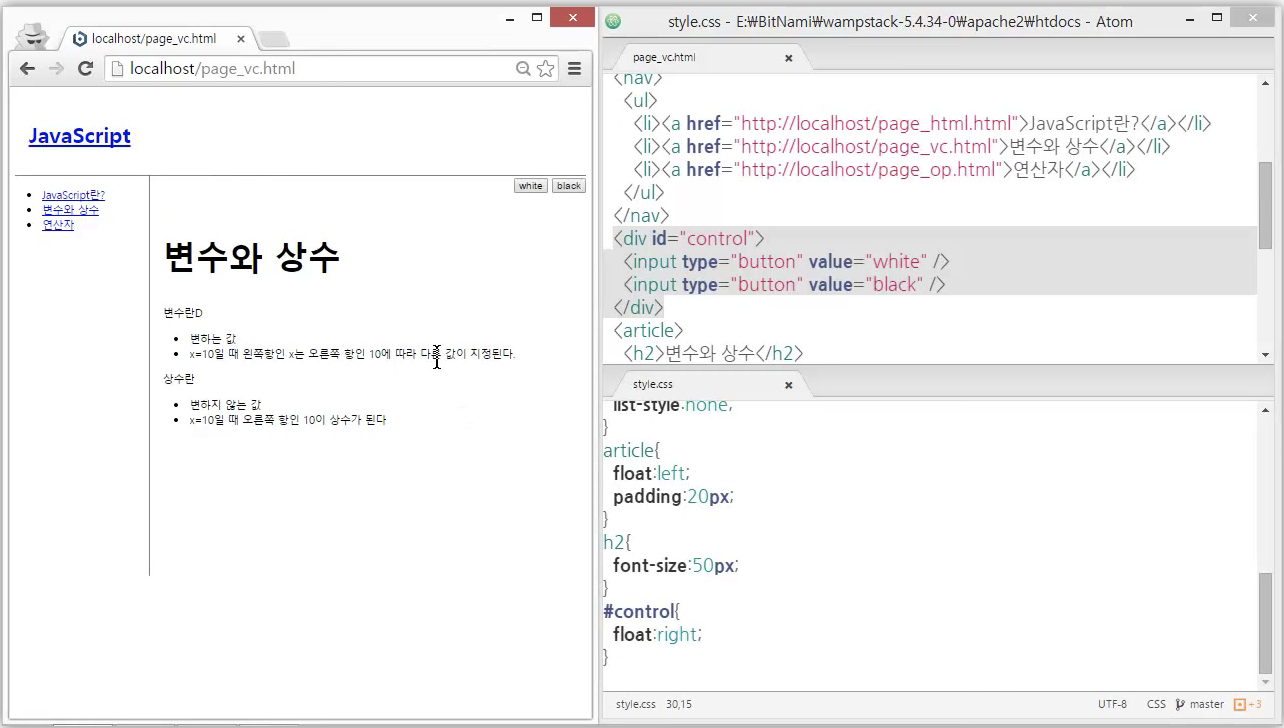 localhost/page_vc.html
localhost/page_vc.html
JavaScript
JavaScript란?
변수와 상수
연산자
white black
변수와 상수
변수란D
변하는 값
x=10일 때 왼쪽항인 x는 오른쪽 항인 10에 따라 다른 값이 지정된다.
상수란
변하지 않는 값
x=10일 때 오른쪽 항인 10이 상수가 된다
style.css - E:₩BitNami₩wampstack-5.4.34-0₩apache2₩htdocs - Atom
page_vc.html
<nav>
<ul>
<li><a href="http://localhost/page_html.html">JavaScript란?</a></li>
<li><a href="http://localhost/page_vc.html">변수와 상수</a></li>
<li><a href="http://localhost/page_op.html">연산자</a></li>
</ul>
</nav>
<div id="control">
<input type="button" value="white" />
<input type="button" value="black" />
</div>
<article>
<h2>변수와 상수</h2>
style.css
list-style:none;
}
article{
float:left;
padding:20px;
}
h2{
font-size:50px;
}
#control{
float:right;
}
style.css 30,15 UTF-8 CSS master +3